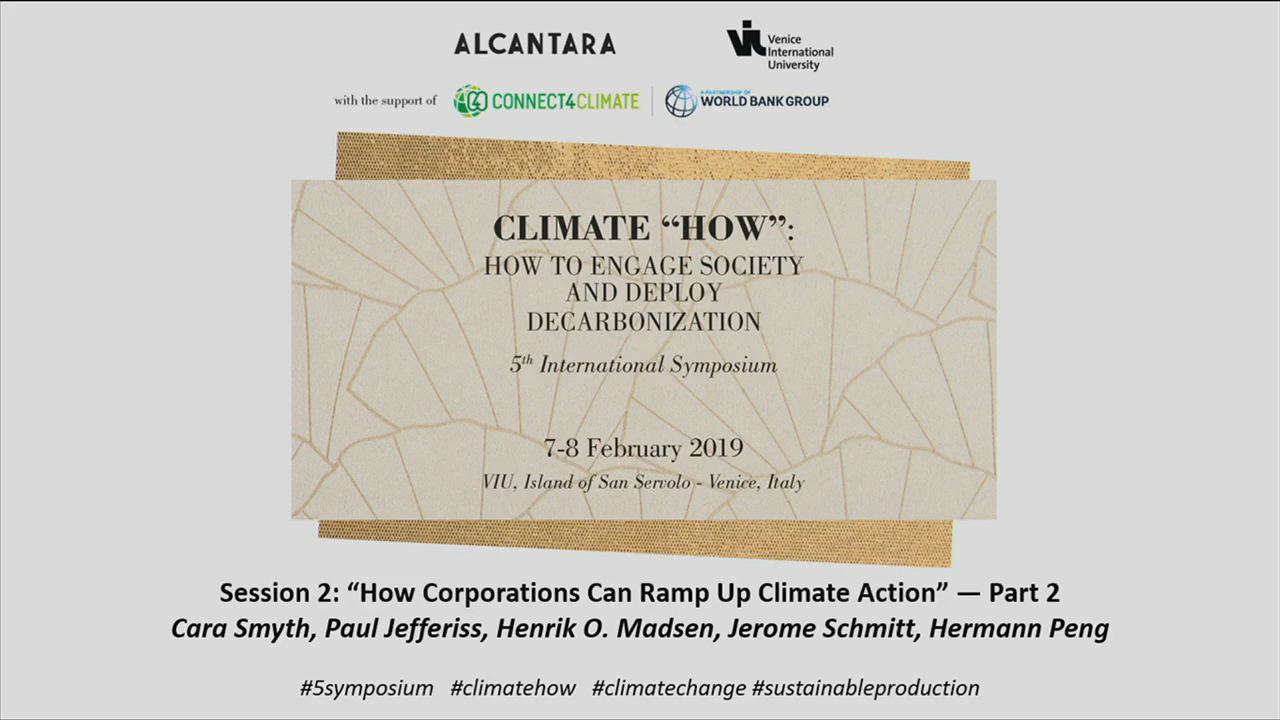 ALCANTARA
Venice
International
University
with the support of
CONNECT4CLIMATE
A PARTNERSHIP OF
WORLD BANK GROUP
CLIMATE “HOW”:
HOW TO ENGAGE SOCIETY
AND DEPLOY
DECARBONIZATION
5th International Symposium
7-8 February 2019
VIU, Island of San Servolo - Venice, Italy
Session 2: “How Corporations Can Ramp Up Climate Action” — Part 2
Cara Smyth, Paul Jefferiss, Henrik O. Madsen, Jerome Schmitt, Hermann Peng
#5symposium #climatehow #climatechange #sustainableproduction